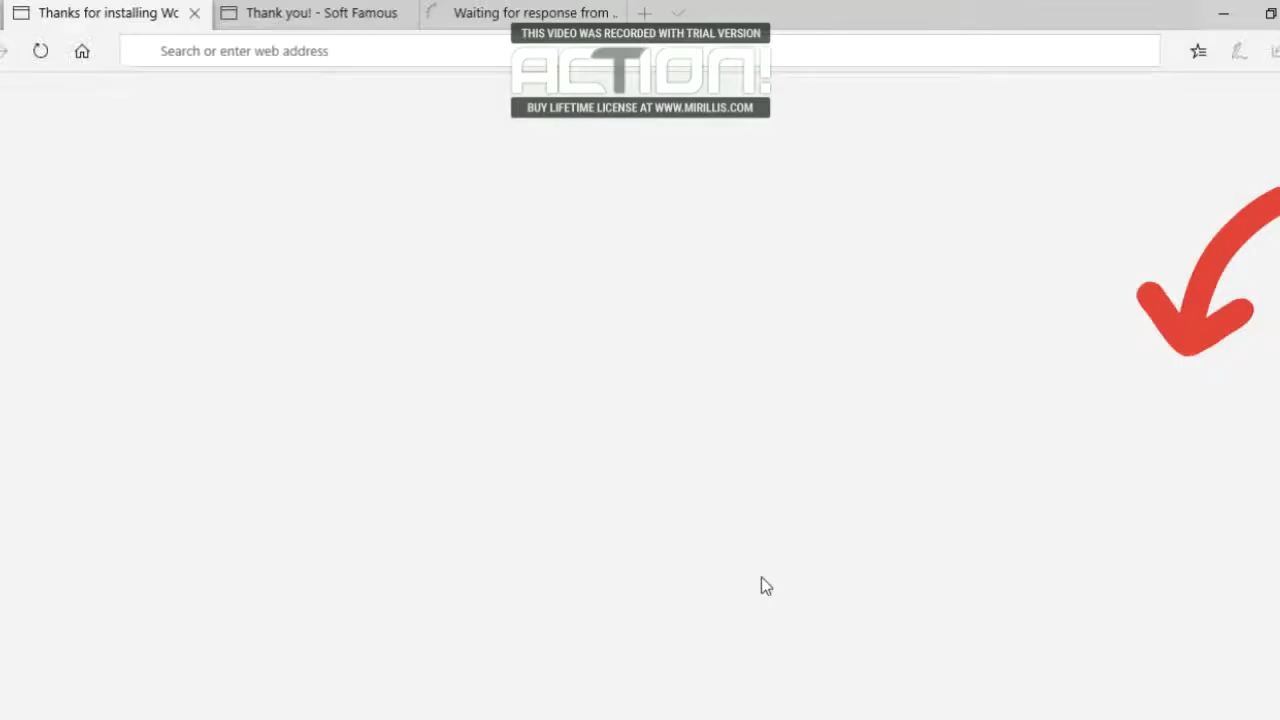 Thanks for installing Wc
Thank you! - Soft Famous
Waiting for response from ..
Search or enter web address
THIS VIDEO WAS RECORDED WITH TRIAL VERSION
ACTION!
BUY LIFETIME LICENSE AT WWW.MIRILLIS.COM